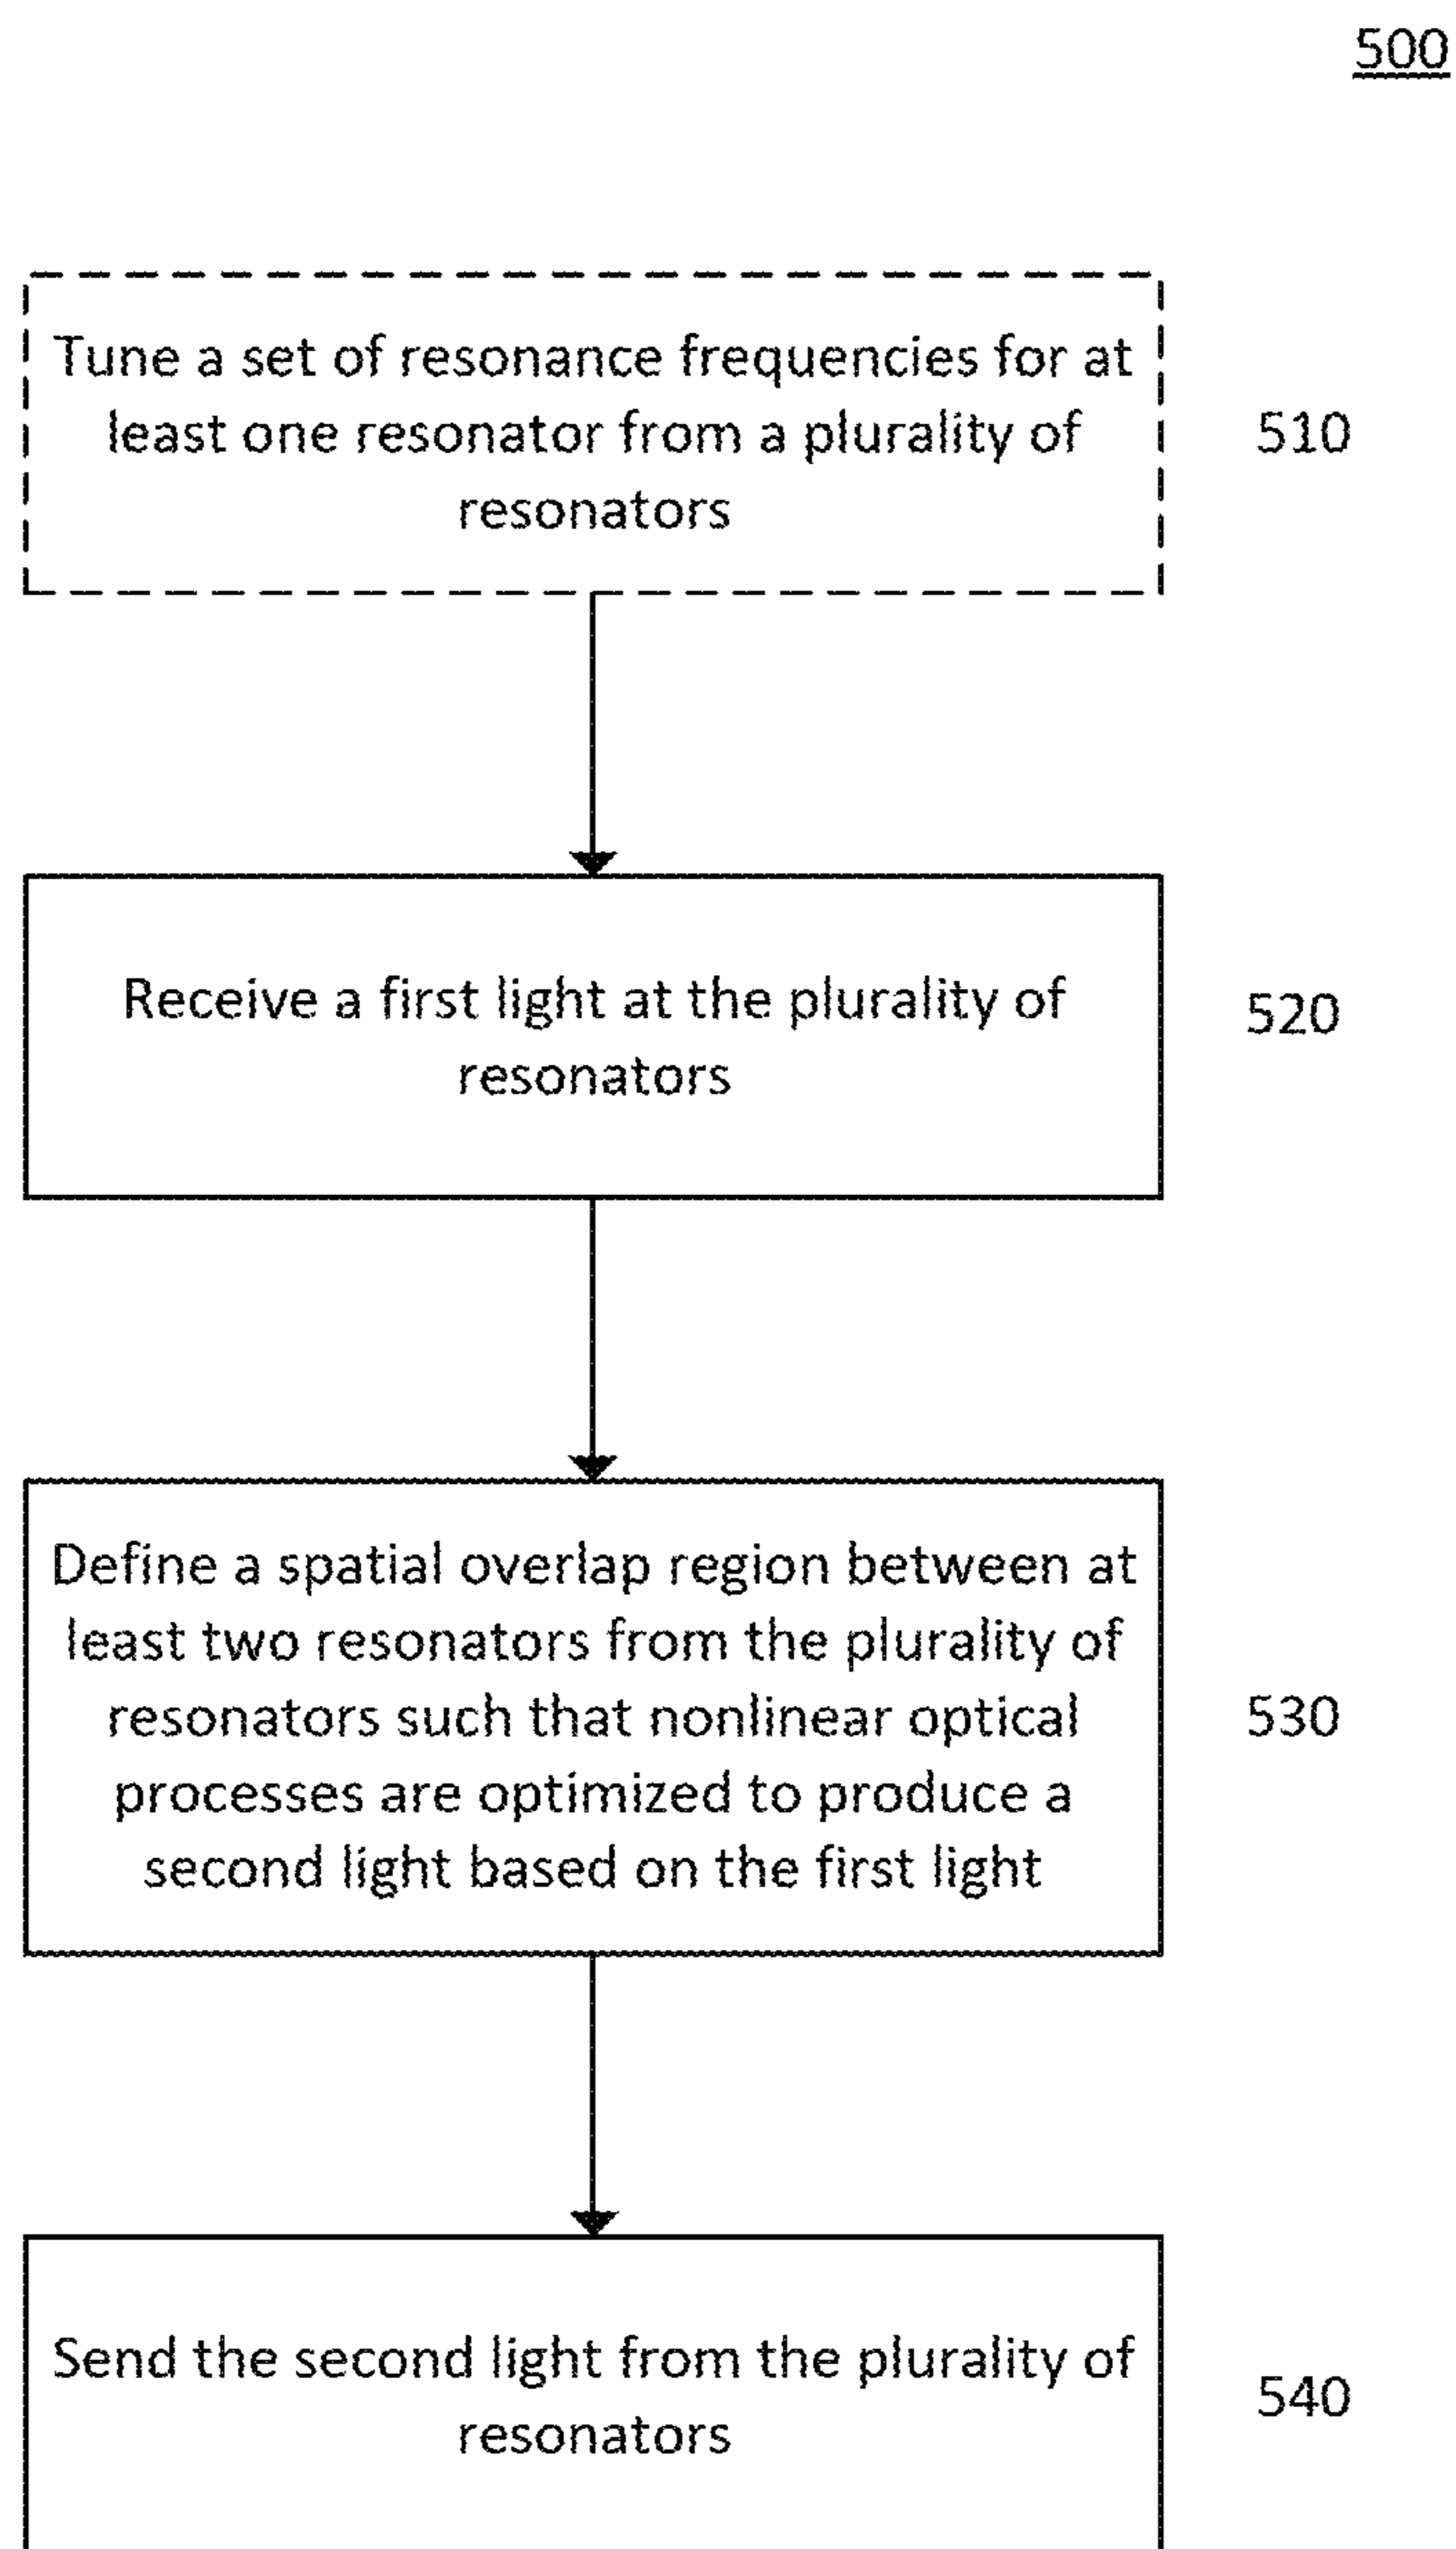 500
Tune a set of resonance frequencies for at
least one resonator from a plurality of
resonators
510
Receive a first light at the plurality of
resonators
520
Define a spatial overlap region between at
least two resonators from the plurality of
resonators such that nonlinear optical
processes are optimized to produce a
second light based on the first light
530
Send the second light from the plurality of
resonators
540